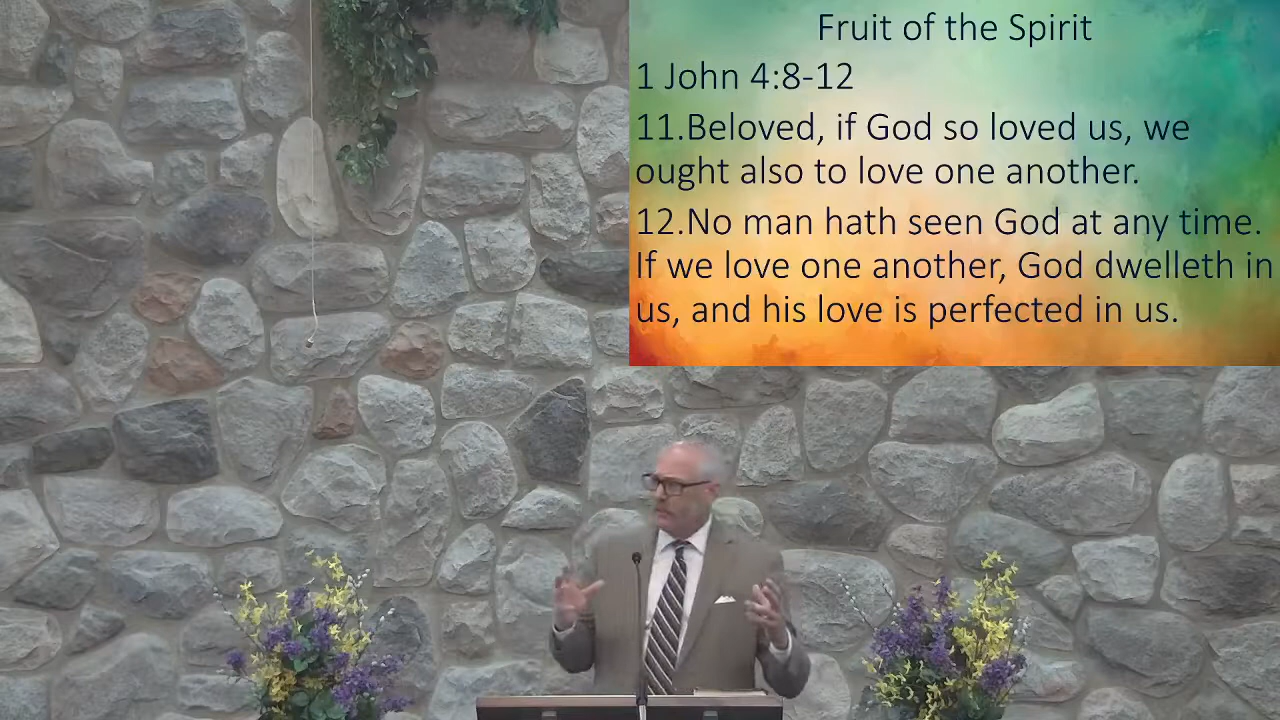 Fruit of the Spirit
1 John 4:8-12
11.Beloved, if God so loved us, we
ought also to love one another.
12.No man hath seen God at any time.
If we love one another, God dwelleth in
us, and his love is perfected in us.